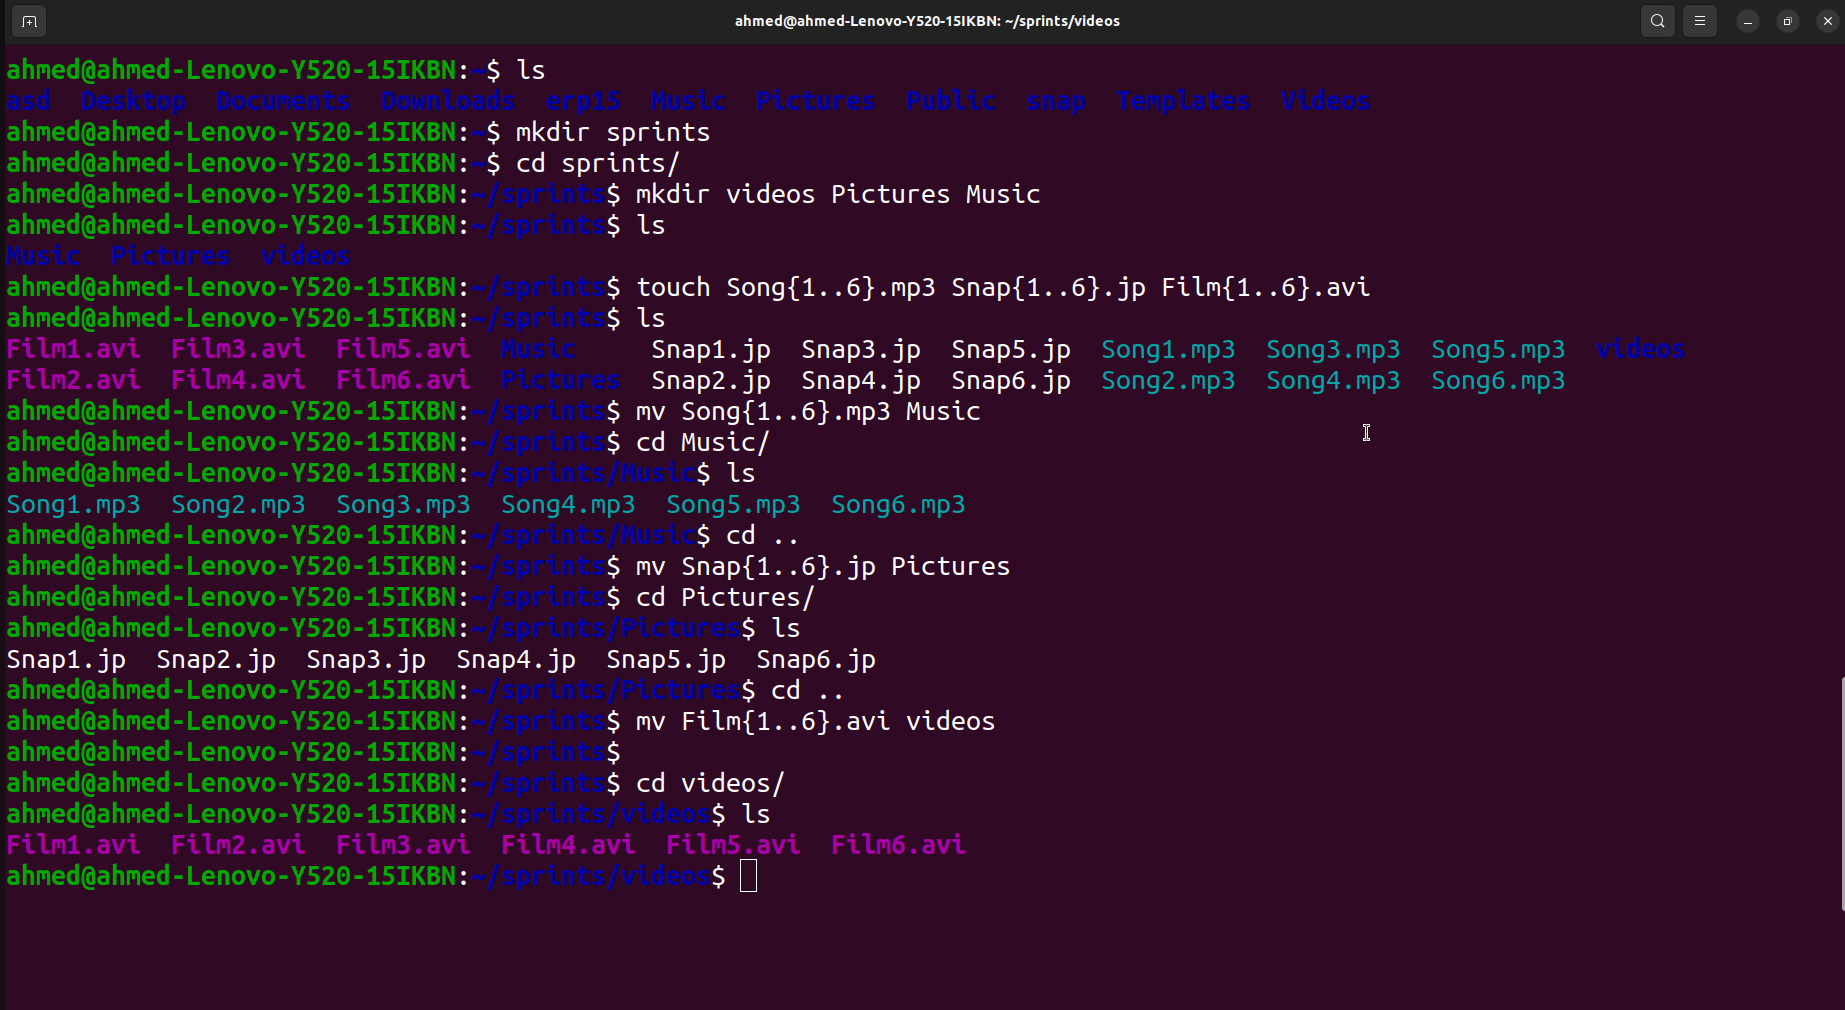 ahmed@ahmed-Lenovo-Y520-15IKBN: ~/sprints/videos
ahmed@ahmed-Lenovo-Y520-15IKBN:~$ ls
asd  Desktop  Documents  Downloads  erp15  Music  Pictures  Public  snap  Templates  Videos
ahmed@ahmed-Lenovo-Y520-15IKBN:~$ mkdir sprints
ahmed@ahmed-Lenovo-Y520-15IKBN:~$ cd sprints/
ahmed@ahmed-Lenovo-Y520-15IKBN:~/sprints$ mkdir videos Pictures Music
ahmed@ahmed-Lenovo-Y520-15IKBN:~/sprints$ ls
Music  Pictures  videos
ahmed@ahmed-Lenovo-Y520-15IKBN:~/sprints$ touch Song{1..6}.mp3 Snap{1..6}.jp Film{1..6}.avi
ahmed@ahmed-Lenovo-Y520-15IKBN:~/sprints$ ls
Film1.avi  Film3.avi  Film5.avi  Music     Snap1.jp  Snap3.jp  Snap5.jp  Song1.mp3  Song3.mp3  Song5.mp3  videos
Film2.avi  Film4.avi  Film6.avi  Pictures  Snap2.jp  Snap4.jp  Snap6.jp  Song2.mp3  Song4.mp3  Song6.mp3
ahmed@ahmed-Lenovo-Y520-15IKBN:~/sprints$ mv Song{1..6}.mp3 Music
ahmed@ahmed-Lenovo-Y520-15IKBN:~/sprints$ cd Music/
ahmed@ahmed-Lenovo-Y520-15IKBN:~/sprints/Music$ ls
Song1.mp3  Song2.mp3  Song3.mp3  Song4.mp3  Song5.mp3  Song6.mp3
ahmed@ahmed-Lenovo-Y520-15IKBN:~/sprints/Music$ cd ..
ahmed@ahmed-Lenovo-Y520-15IKBN:~/sprints$ mv Snap{1..6}.jp Pictures
ahmed@ahmed-Lenovo-Y520-15IKBN:~/sprints$ cd Pictures/
ahmed@ahmed-Lenovo-Y520-15IKBN:~/sprints/Pictures$ ls
Snap1.jp  Snap2.jp  Snap3.jp  Snap4.jp  Snap5.jp  Snap6.jp
ahmed@ahmed-Lenovo-Y520-15IKBN:~/sprints/Pictures$ cd ..
ahmed@ahmed-Lenovo-Y520-15IKBN:~/sprints$ mv Film{1..6}.avi videos
ahmed@ahmed-Lenovo-Y520-15IKBN:~/sprints$
ahmed@ahmed-Lenovo-Y520-15IKBN:~/sprints$ cd videos/
ahmed@ahmed-Lenovo-Y520-15IKBN:~/sprints/videos$ ls
Film1.avi  Film2.avi  Film3.avi  Film4.avi  Film5.avi  Film6.avi
ahmed@ahmed-Lenovo-Y520-15IKBN:~/sprints/videos$